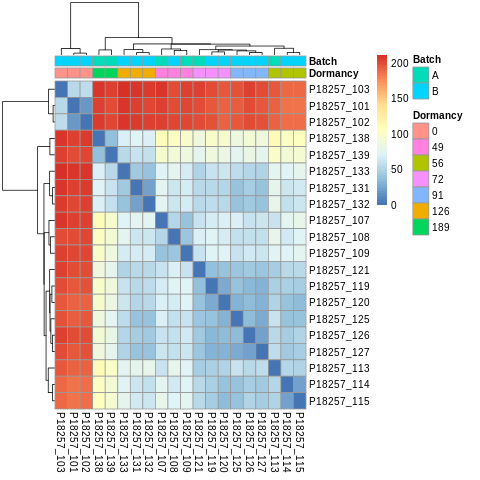 Batch
Dormancy
P18257_103
P18257_101
P18257_102
P18257_138
P18257_139
P18257_133
P18257_131
P18257_132
P18257_107
P18257_108
P18257_109
P18257_121
P18257_119
P18257_120
P18257_125
P18257_126
P18257_127
P18257_113
P18257_114
P18257_115
200
150
100
50
0
Batch
A
B
Dormancy
0
49
56
72
91
126
189
P18257_103
P18257_101
P18257_102
P18257_138
P18257_139
P18257_133
P18257_131
P18257_132
P18257_107
P18257_108
P18257_109
P18257_121
P18257_119
P18257_120
P18257_125
P18257_126
P18257_127
P18257_113
P18257_114
P18257_115